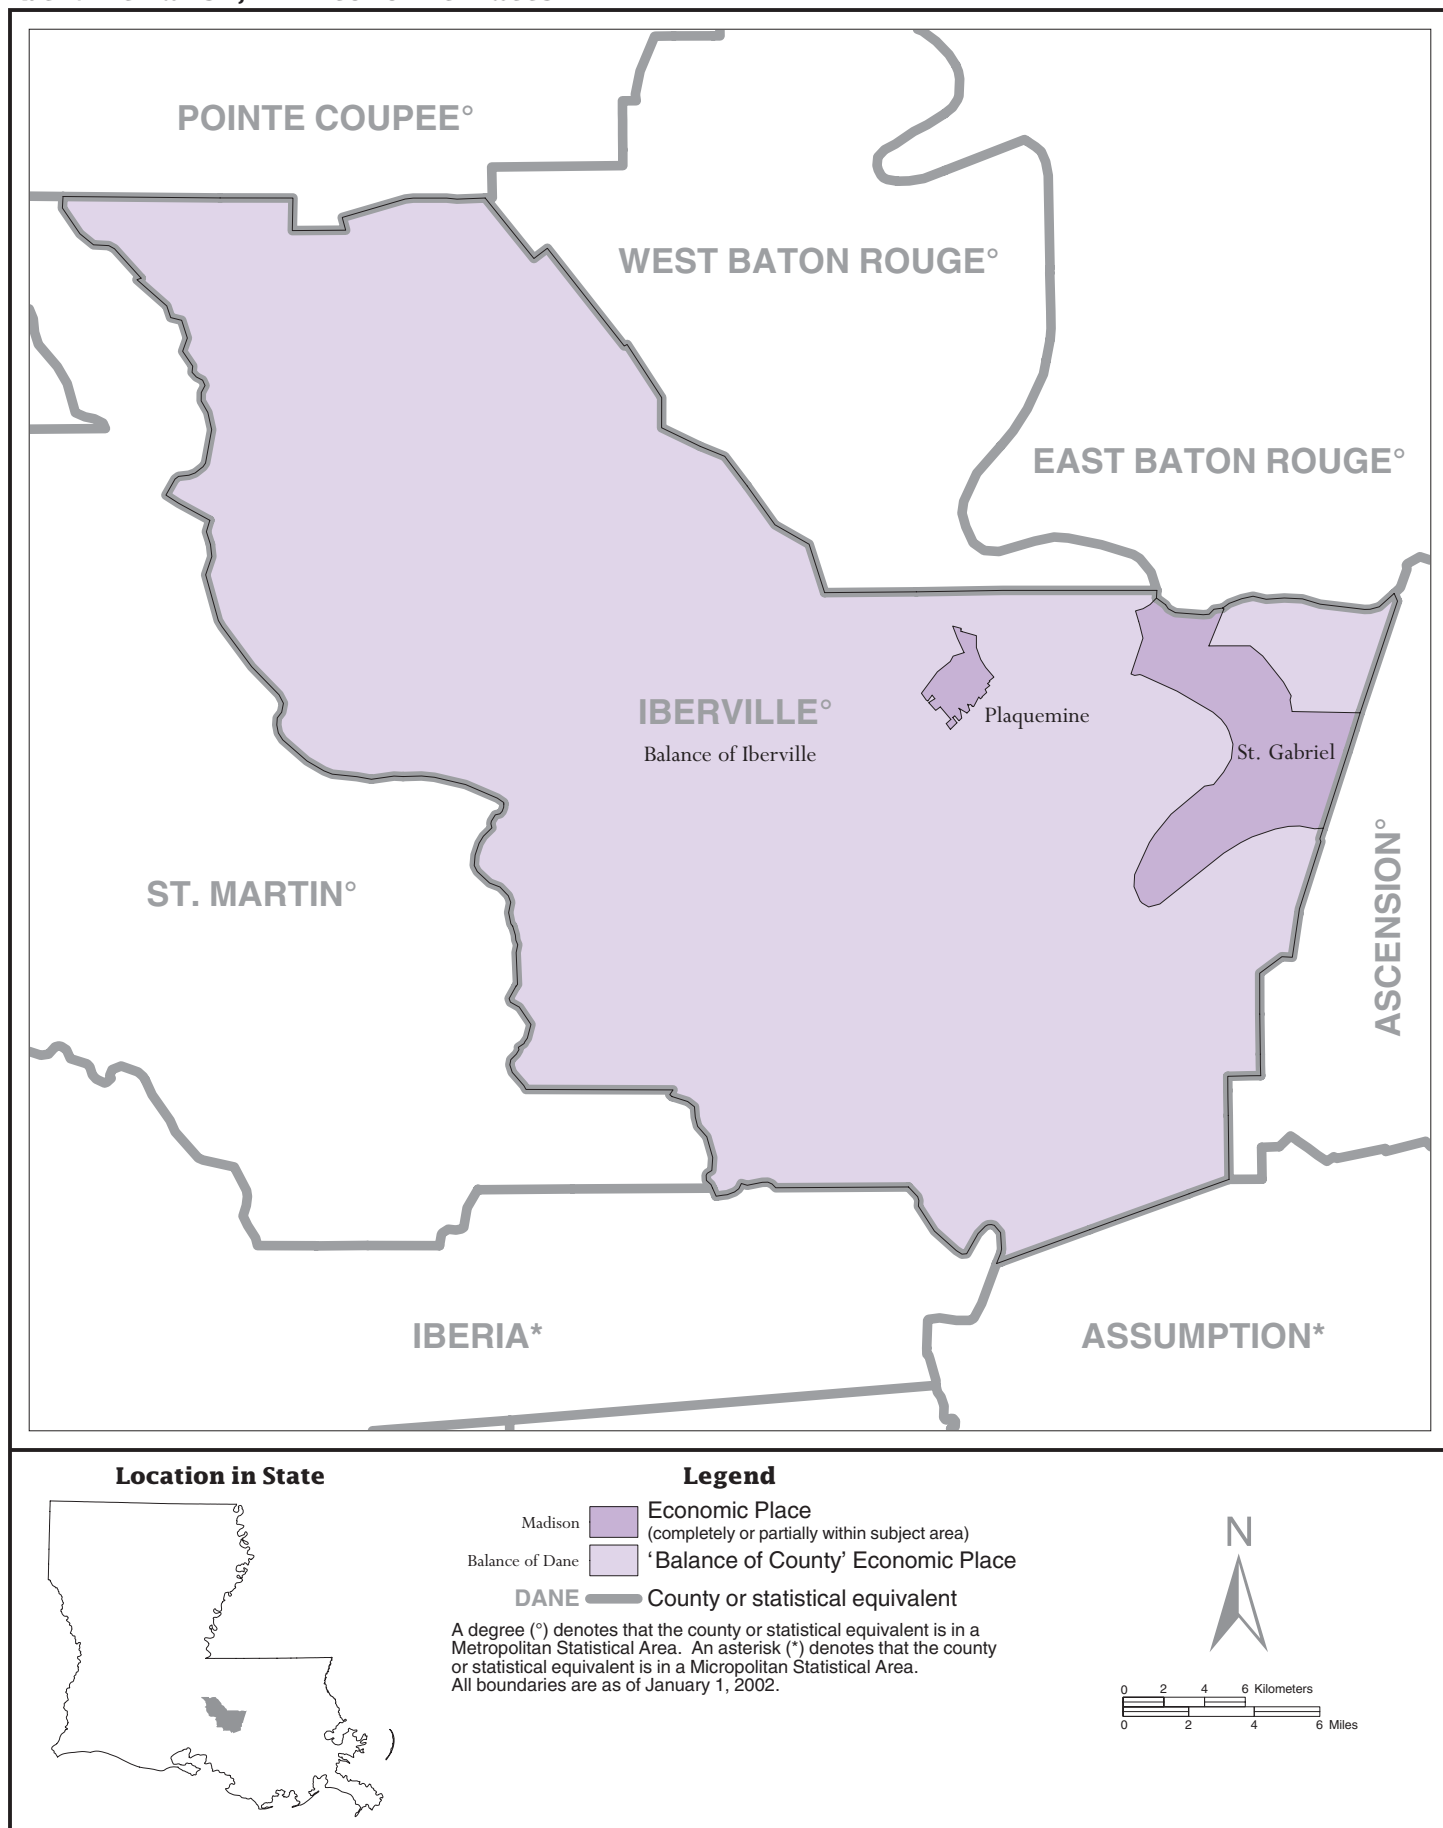 POINTE COUPEE°
WEST BATON ROUGE°
EAST BATON ROUGE°
IBERVILLE°
Balance of Iberville
Plaquemine
St. Gabriel
ST. MARTIN°
ASCENSION°
IBERIA*
ASSUMPTION*
Location in State
Legend
Madison
Economic Place
(completely or partially within subject area)
Balance of Dane
‘Balance of County’ Economic Place
DANE
County or statistical equivalent
A degree (°) denotes that the county or statistical equivalent is in a
Metropolitan Statistical Area. An asterisk (*) denotes that the county
or statistical equivalent is in a Micropolitan Statistical Area.
All boundaries are as of January 1, 2002.
N
0 2 4 6 Kilometers
0 2 4 6 Miles